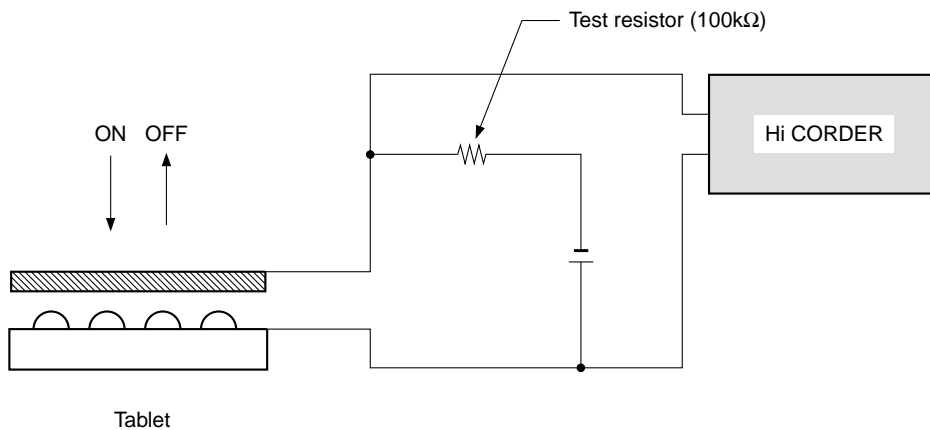 Test resistor (100kΩ)
ON OFF
Hi CORDER
Tablet